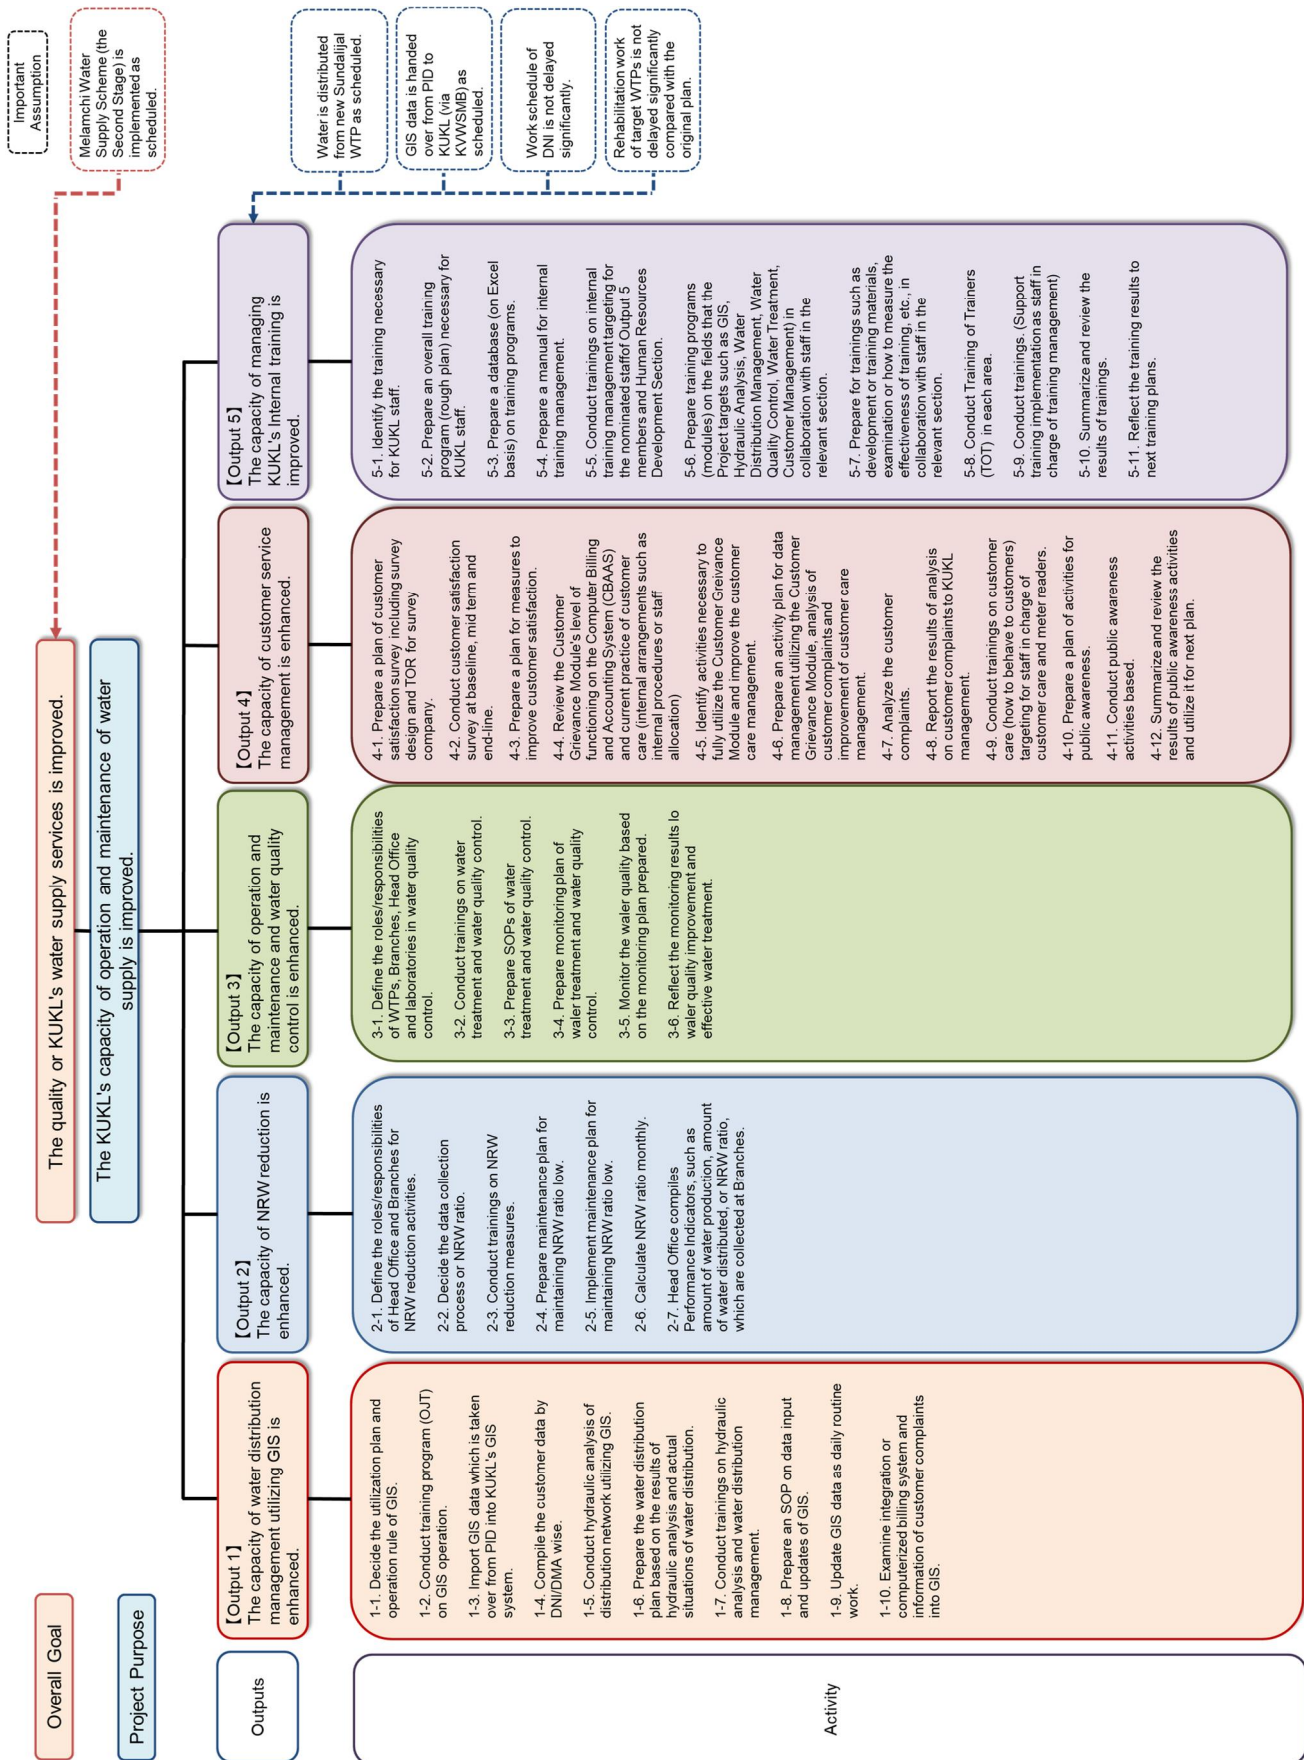 Important
Assumption
Overall Goal
The quality or KUKL's water supply services is improved.
Melamchi Water
Supply Scheme (the
Second Stage) is
implemented as
scheduled.
Project Purpose
The KUKL's capacity of operation and maintenance of water
supply is improved.
Outputs
【Output 1】
The capacity of water distribution
management utilizing GIS is
enhanced.
【Output 2】
The capacity of NRW reduction is
enhanced.
【Output 3】
The capacity of operation and
maintenance and water quality
control is enhanced.
【Output 4】
The capacity of customer service
management is enhanced.
【Output 5】
The capacity of managing
KUKL's Internal training is
improved.
Water is distributed
from new Sundalijal
WTP as scheduled.
GIS data is handed
over from PID to
KUKL (via
KVWSMB) as
scheduled.
Work schedule of
DNI is not delayed
significantly.
Rehabilitation work
of target WTPs is not
delayed significantly
compared with the
original plan.
Activity
1-1. Decide the utilization plan and
operation rule of GIS.
1-2. Conduct training program (OJT)
on GIS operation.
1-3. Import GIS data which is taken
over from PID into KUKL's GIS
system.
1-4. Compile the customer data by
DNI/DMA wise.
1-5. Conduct hydraulic analysis of
distribution network utilizing GIS.
1-6. Prepare the water distribution
plan based on the results of
hydraulic analysis and actual
situations of water distribution.
1-7. Conduct trainings on hydraulic
analysis and water distribution
management.
1-8. Prepare an SOP on data input
and updates of GIS.
1-9. Update GIS data as daily routine
work.
1-10. Examine integration or
computerized billing system and
information of customer complaints
into GIS.
2-1. Define the roles/responsibilities
of Head Office and Branches for
NRW reduction activities.
2-2. Decide the data collection
process or NRW ratio.
2-3. Conduct trainings on NRW
reduction measures.
2-4. Prepare maintenance plan for
maintaining NRW ratio low.
2-5. Implement maintenance plan for
maintaining NRW ratio low.
2-6. Calculate NRW ratio monthly.
2-7. Head Office compiles
Performance Indicators, such as
amount of water production, amount
of water distributed, or NRW ratio,
which are collected at Branches.
3-1. Define the roles/responsibilities
of WTPs, Branches, Head Office
and laboratories in water quality
control.
3-2. Conduct trainings on water
treatment and water quality control.
3-3. Prepare SOPs of water
treatment and water quality control.
3-4. Prepare monitoring plan of
waler treatment and water quality
control.
3-5. Monitor the waler quality based
on the monitoring plan prepared.
3-6. Reflect the monitoring results lo
waler quality improvement and
effective water treatment.
4-1. Prepare a plan of customer
satisfaction survey including survey
design and TOR for survey
company.
4-2. Conduct customer satisfaction
survey at baseline, mid term and
end-line.
4-3. Prepare a plan for measures to
improve customer satisfaction.
4-4. Review the Customer
Grievance Module's level of
functioning on the Computer Billing
and Accounting System (CBAAS)
and current practice of customer
care (internal arrangements such as
internal procedures or staff
allocation)
4-5. Identify activities necessary to
fully utilize the Customer Greivance
Module and improve the customer
care management.
4-6. Prepare an activity plan for data
management utilizing the Customer
Grievance Module, analysis of
customer complaints and
improvement of customer care
management.
4-7. Analyze the customer
complaints.
4-8. Report the results of analysis
on customer complaints to KUKL
management.
4-9. Conduct trainings on customer
care (how to behave to customers)
targeting for staff in charge of
customer care and meter readers.
4-10. Prepare a plan of activities for
public awareness.
4-11. Conduct public awareness
activities based.
4-12. Summarize and review the
results of public awareness activities
and utilize it for next plan.
5-1. Identify the training necessary
for KUKL staff.
5-2. Prepare an overall training
program (rough plan) necessary for
KUKL staff.
5-3. Prepare a database (on Excel
basis) on training programs.
5-4. Prepare a manual for internal
training management.
5-5. Conduct trainings on internal
training management targeting for
the nominated staffof Output 5
members and Human Resources
Development Section.
5-6. Prepare training programs
(modules) on the fields that the
Project targets such as GIS,
Hydraulic Analysis, Water
Distribution Management, Water
Quality Control, Water Treatment,
Customer Management) in
collaboration with staff in the
relevant section.
5-7. Prepare for trainings such as
development or training materials,
examination or how to measure the
effectiveness of training, etc., in
collaboration with staff in the
relevant section.
5-8. Conduct Training of Trainers
(TOT) in each area.
5-9. Conduct trainings. (Support
training implementation as staff in
charge of training management)
5-10. Summarize and review the
results of trainings.
5-11. Reflect the training results to
next training plans.